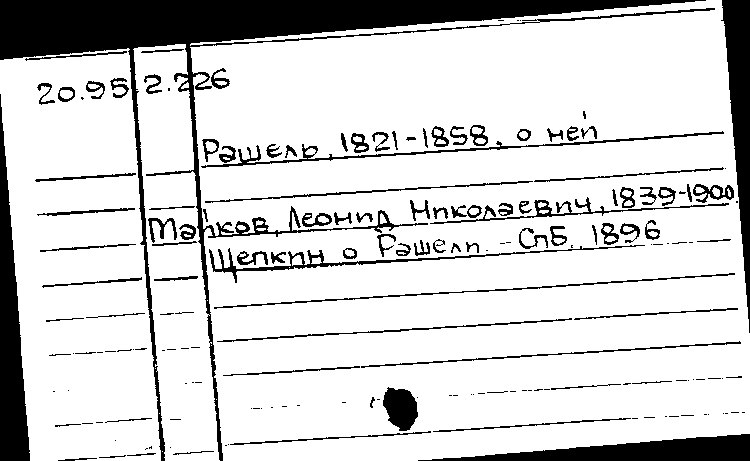 20.95.2.226
Рашель, 1821-1858, о ней
Майков, Леонид Николаевич, 1839-1900
Щепкин о Рашели. - СПБ., 1896